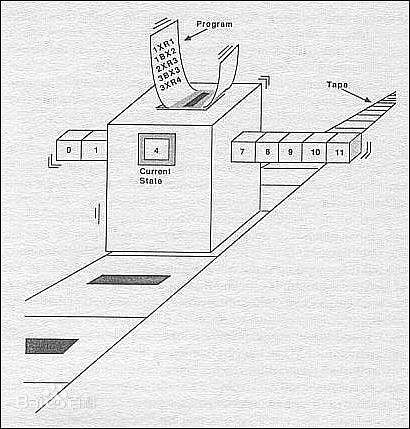 Program
1XR1
1BX2
2XR3
3BX3
3XR4
Tape
0 1
4
7 8 9 10 11
Current
State